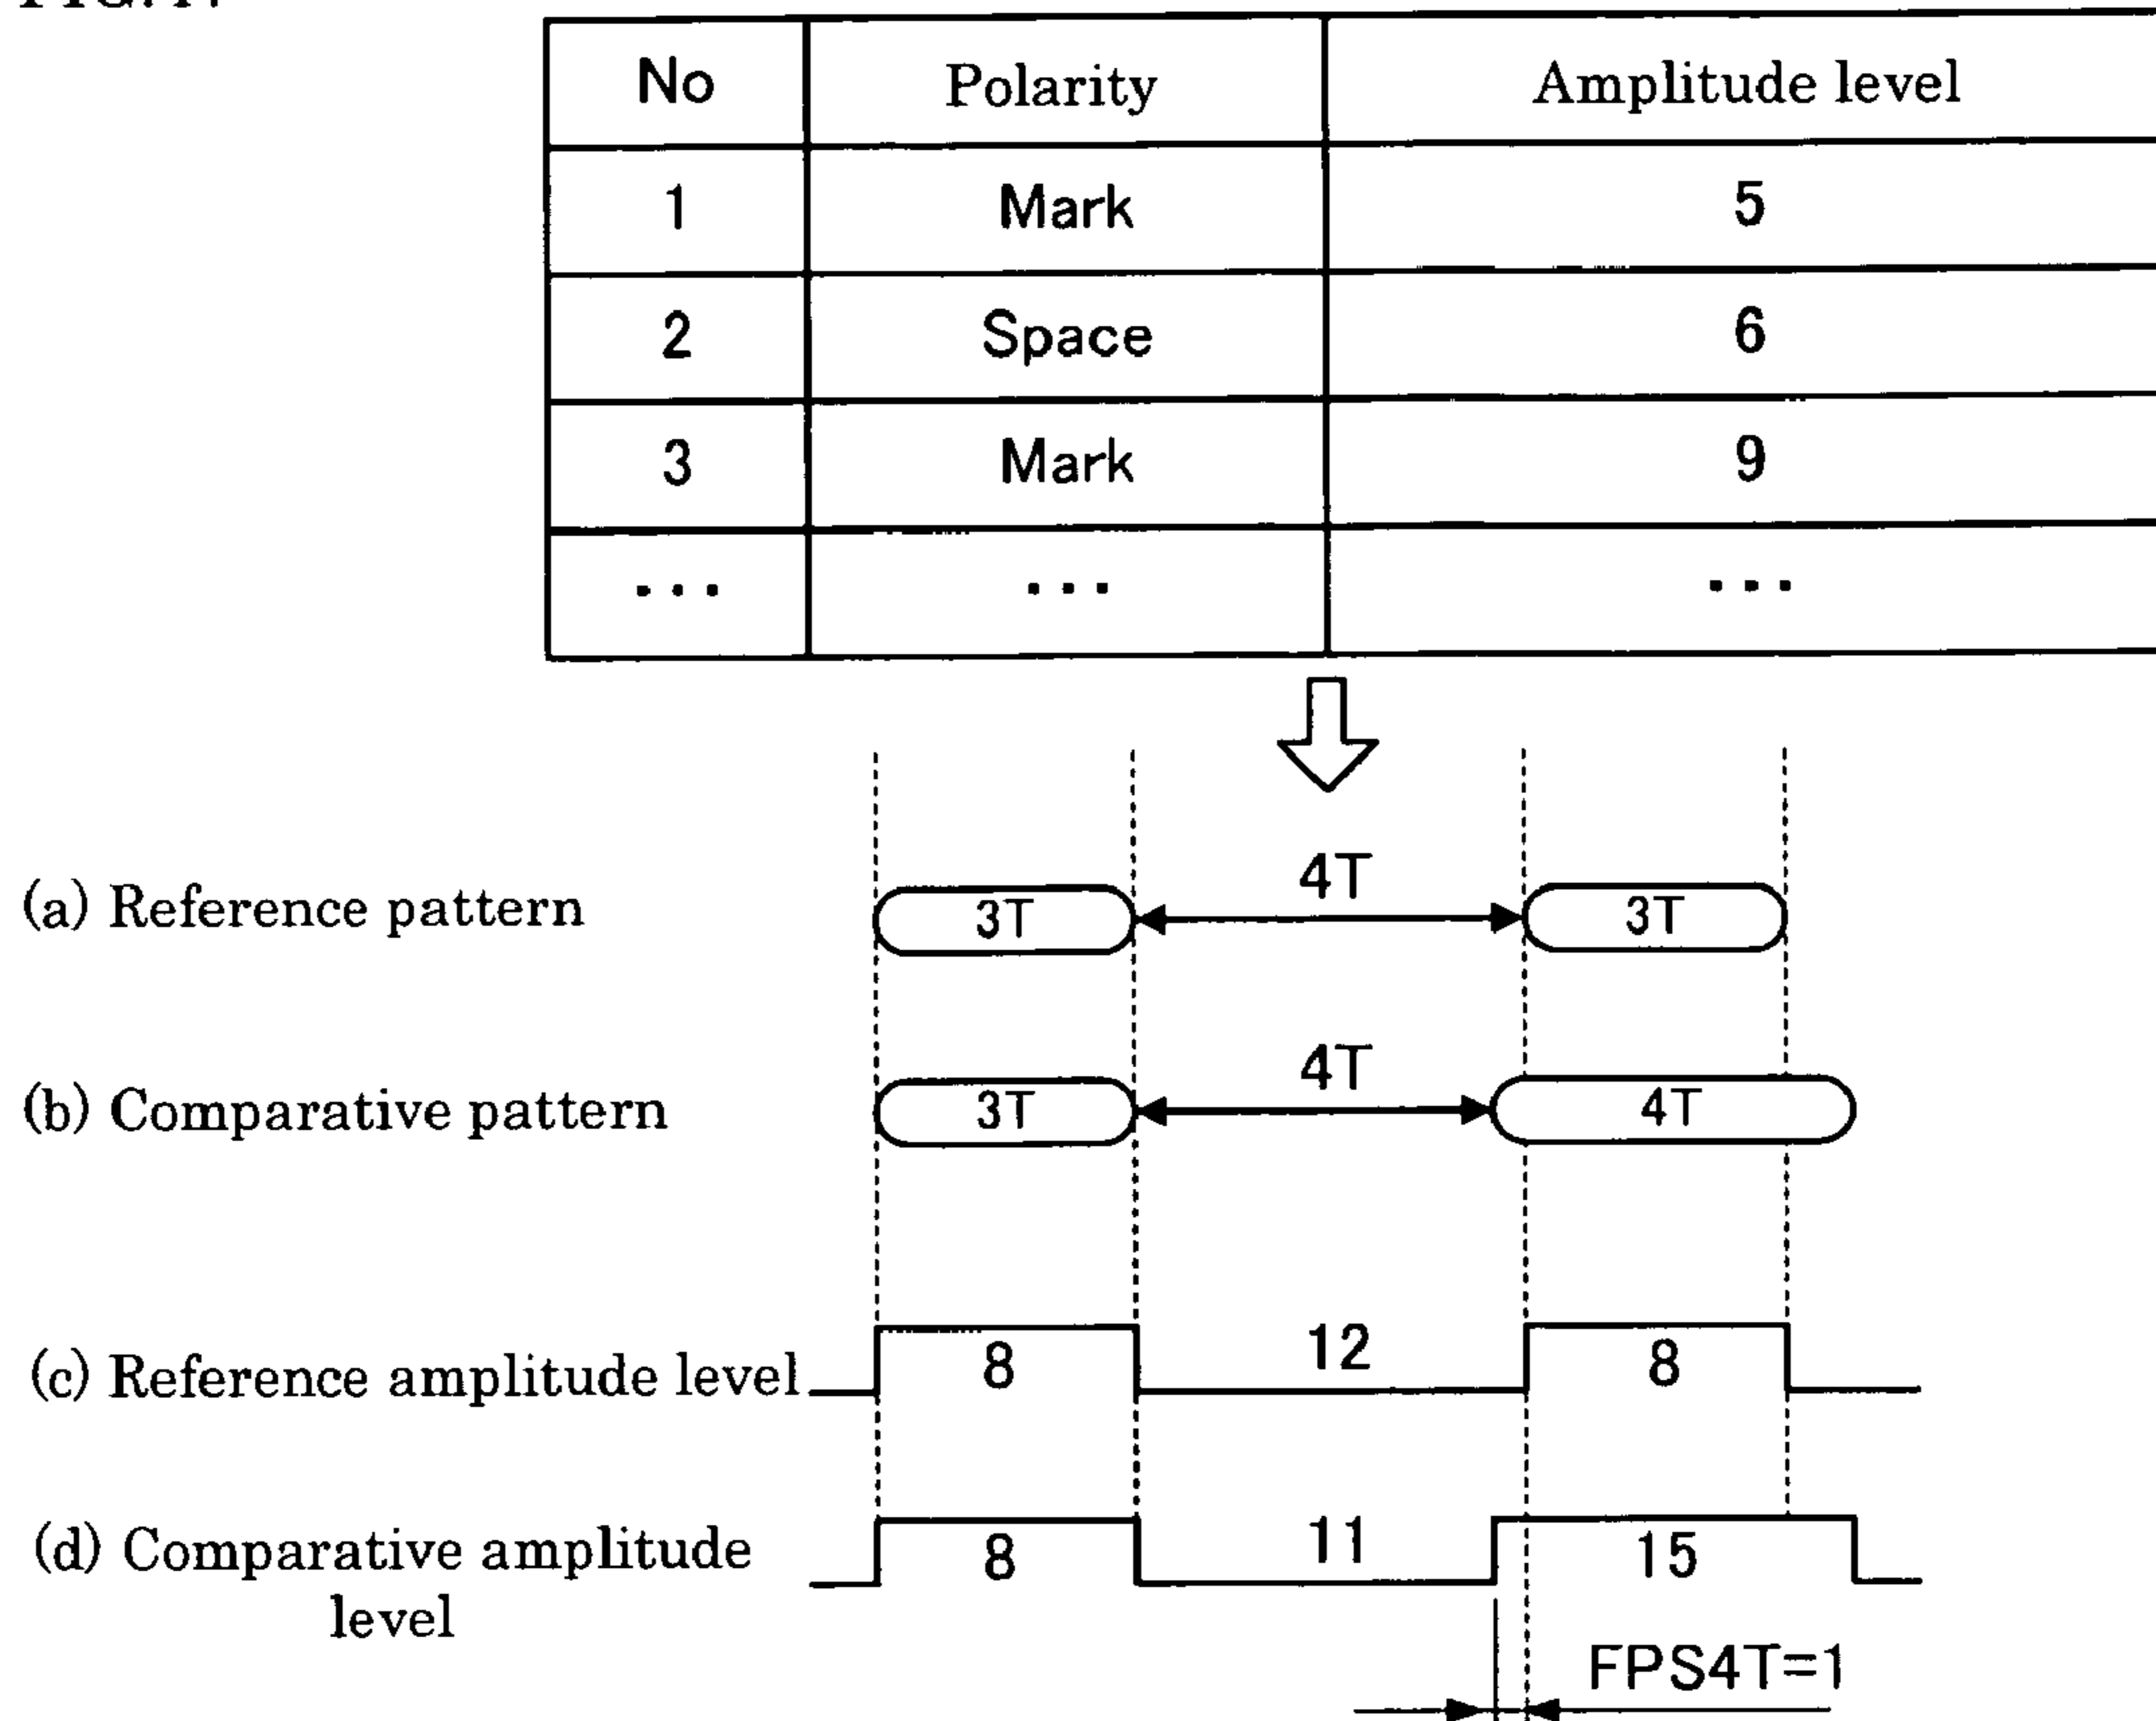 No Polarity Amplitude level
1 Mark 5
2 Space 6
3 Mark 9
... ... ...
(a) Reference pattern 3T 4T 3T
(b) Comparative pattern 3T 4T 4T
(c) Reference amplitude level 8 12 8
(d) Comparative amplitude 8 11 15
level
FPS4T=1